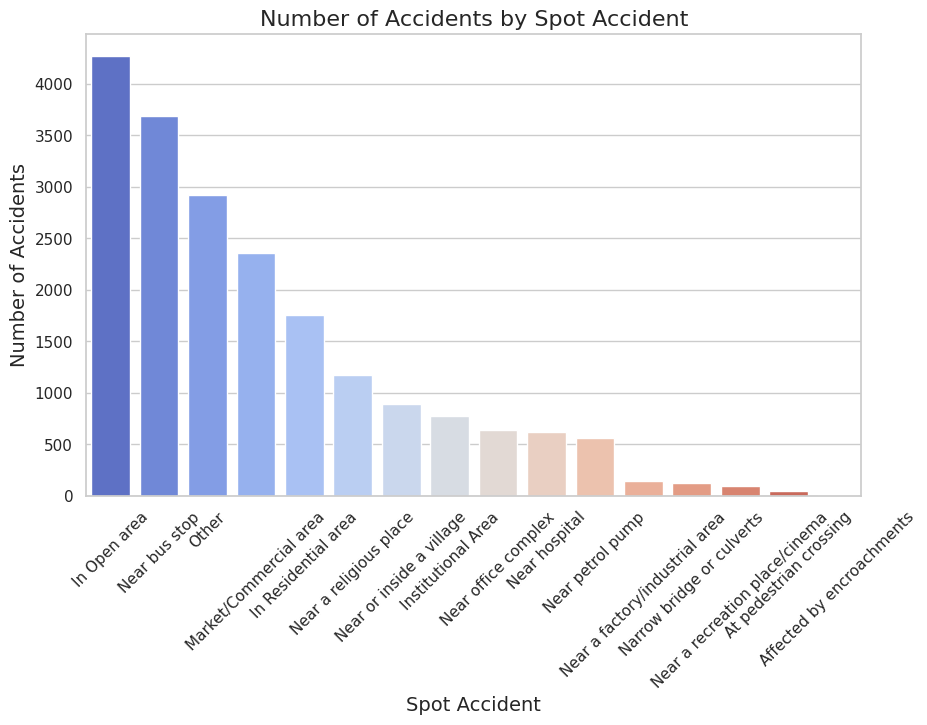 Number of Accidents by Spot Accident
Number of Accidents
4000
3500
3000
2500
2000
1500
1000
500
0
In Open area
Near bus stop
Other
Market/Commercial area
In Residential area
Near a religious place
Near or inside a village
Institutional Area
Near office complex
Near hospital
Near petrol pump
Near a factory/industrial area
Narrow bridge or culverts
Near a recreation place/cinema
At pedestrian crossing
Affected by encroachments
Spot Accident